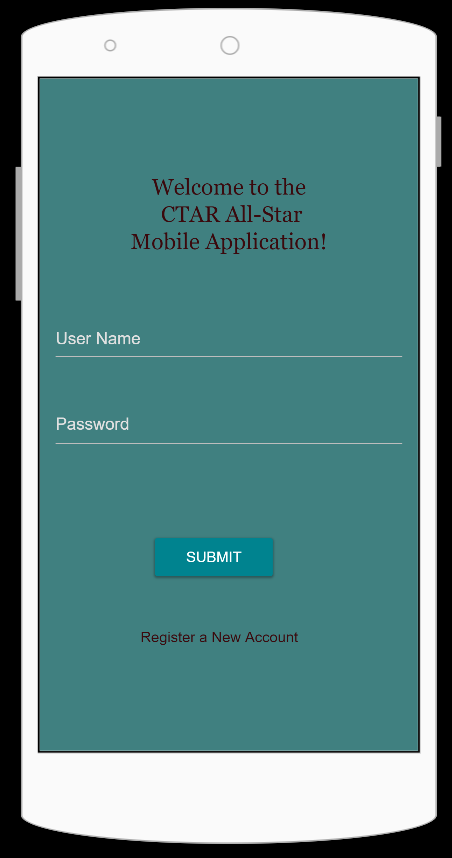 Welcome to the
CTAR All-Star
Mobile Application!
User Name
Password
SUBMIT
Register a New Account